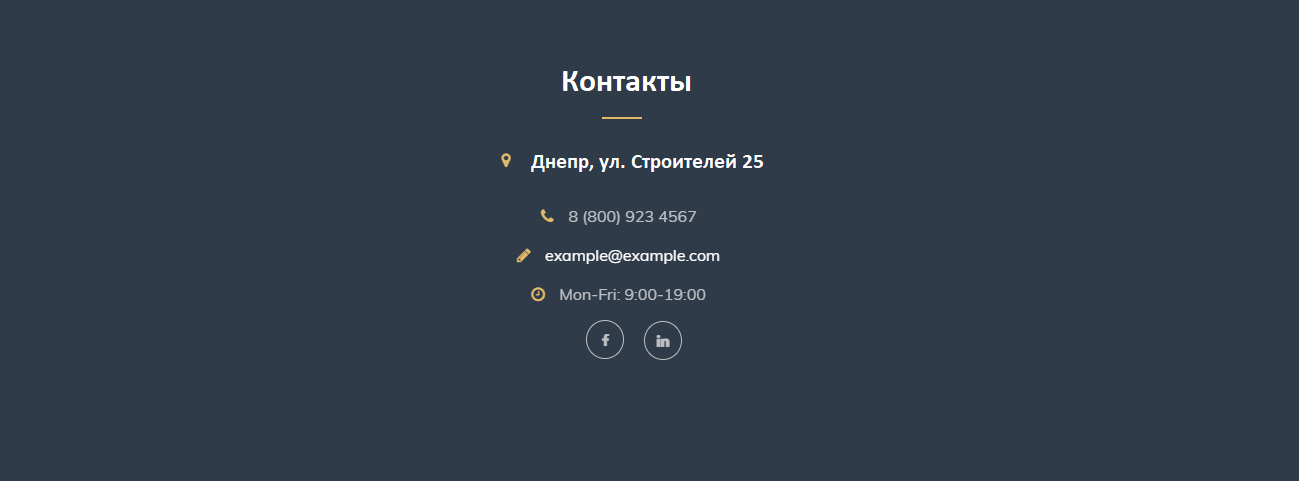 Контакты
Днепр, ул. Строителей 25
8 (800) 923 4567
example@example.com
Mon-Fri: 9:00-19:00